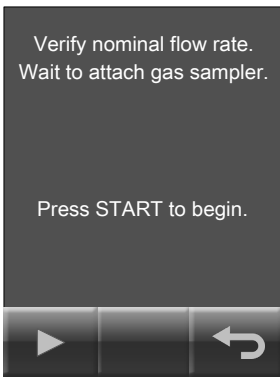 Verify nominal flow rate.
Wait to attach gas sampler.
Press START to begin.